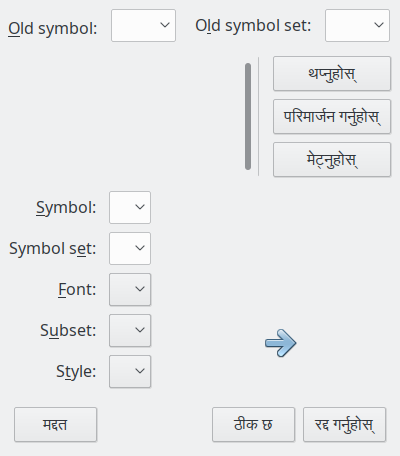 Old symbol: Old symbol set:
थप्नुहोस्
परिमार्जन गर्नुहोस्
मेट्नुहोस्
Symbol:
Symbol set:
Font:
Subset:
Style:
मद्दत ठीक छ रद्द गर्नुहोस्